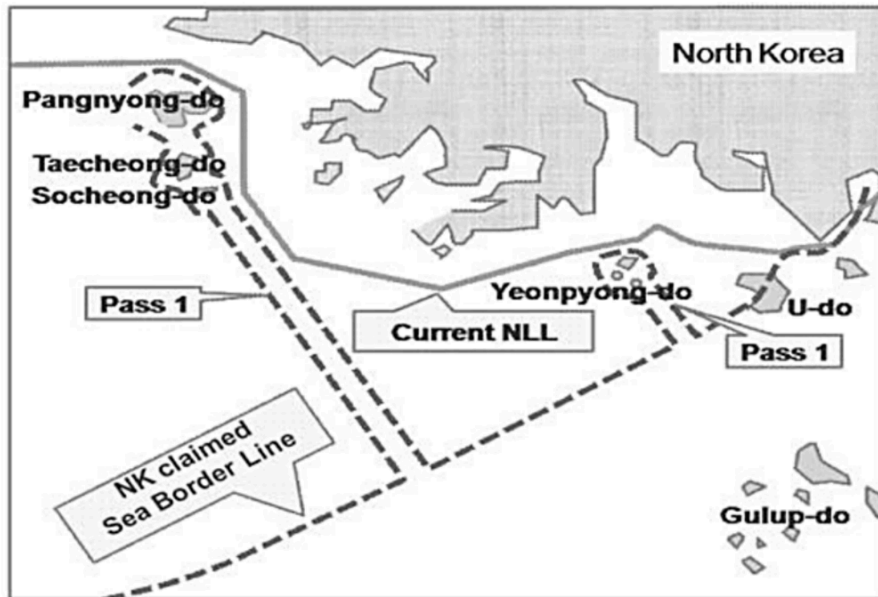 North Korea
Pangnyong-do
Taecheong-do
Socheong-do
Pass 1
Yeonpyong-do
Current NLL
U-do
Pass 1
NK claimed
Sea Border Line
Gulup-do